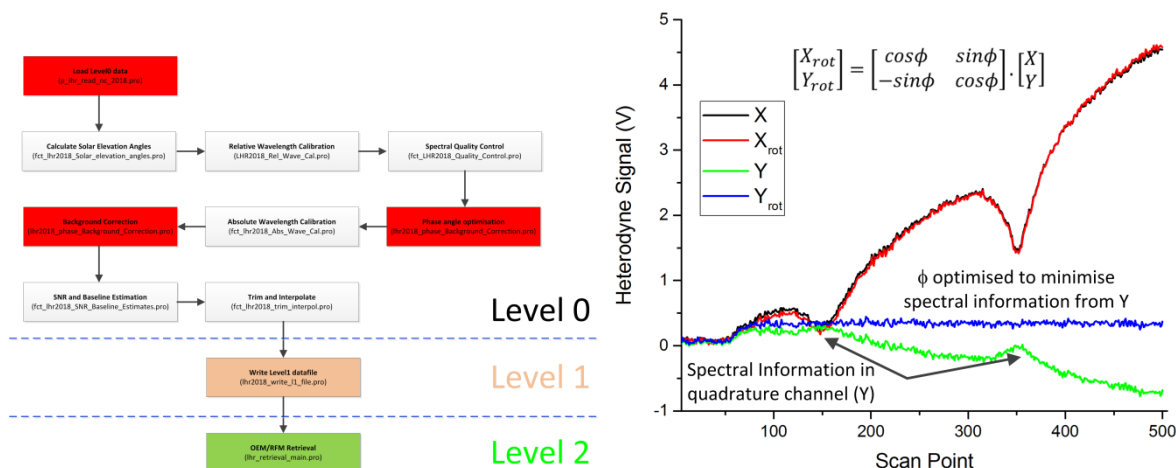 Load Level0 data
(p_lhr_read_nc_2018.pro)
Calculate Solar Elevation Angles
(fct_lhr2018_Solar_elevation_angles.pro)
Relative Wavelength Calibration
(LHR2018_Rel_Wave_Cal.pro)
Spectral Quality Control
(fct_LHR2018_Quality_Control.pro)
Background Correction
(lhr2018_phase_Background_Correction.pro)
Absolute Wavelength Calibration
(fct_lhr2018_Abs_Wave_Cal.pro)
Phase angle optimisation
(lhr2018_phase_Background_Correction.pro)
SNR and Baseline Estimation
(fct_lhr2018_SNR_Baseline_Estimates.pro)
Trim and Interpolate
(fct_lhr2018_trim_interpol.pro)
Level 0
Write Level1 datafile
(lhr2018_write_l1_file.pro)
Level 1
OEM/RFM Retrieval
(lhr_retrieval_main.pro)
Level 2
Heterodyne Signal (V)
5
4
3
2
1
0
-1
[X_rot Y_rot] = [cosϕ sinϕ −sinϕ cosϕ] . [X Y]
X
X_rot
Y
Y_rot
ϕ optimised to minimise
spectral information from Y
Spectral Information in
quadrature channel (Y)
100 200 300 400 500
Scan Point